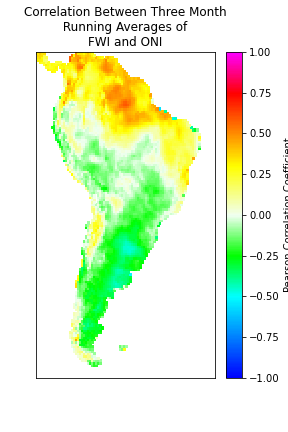 Correlation Between Three Month
Running Averages of
FWI and ONI
1.00
0.75
0.50
0.25
0.00
−0.25
−0.50
−0.75
−1.00
Pearson Correlation Coefficient